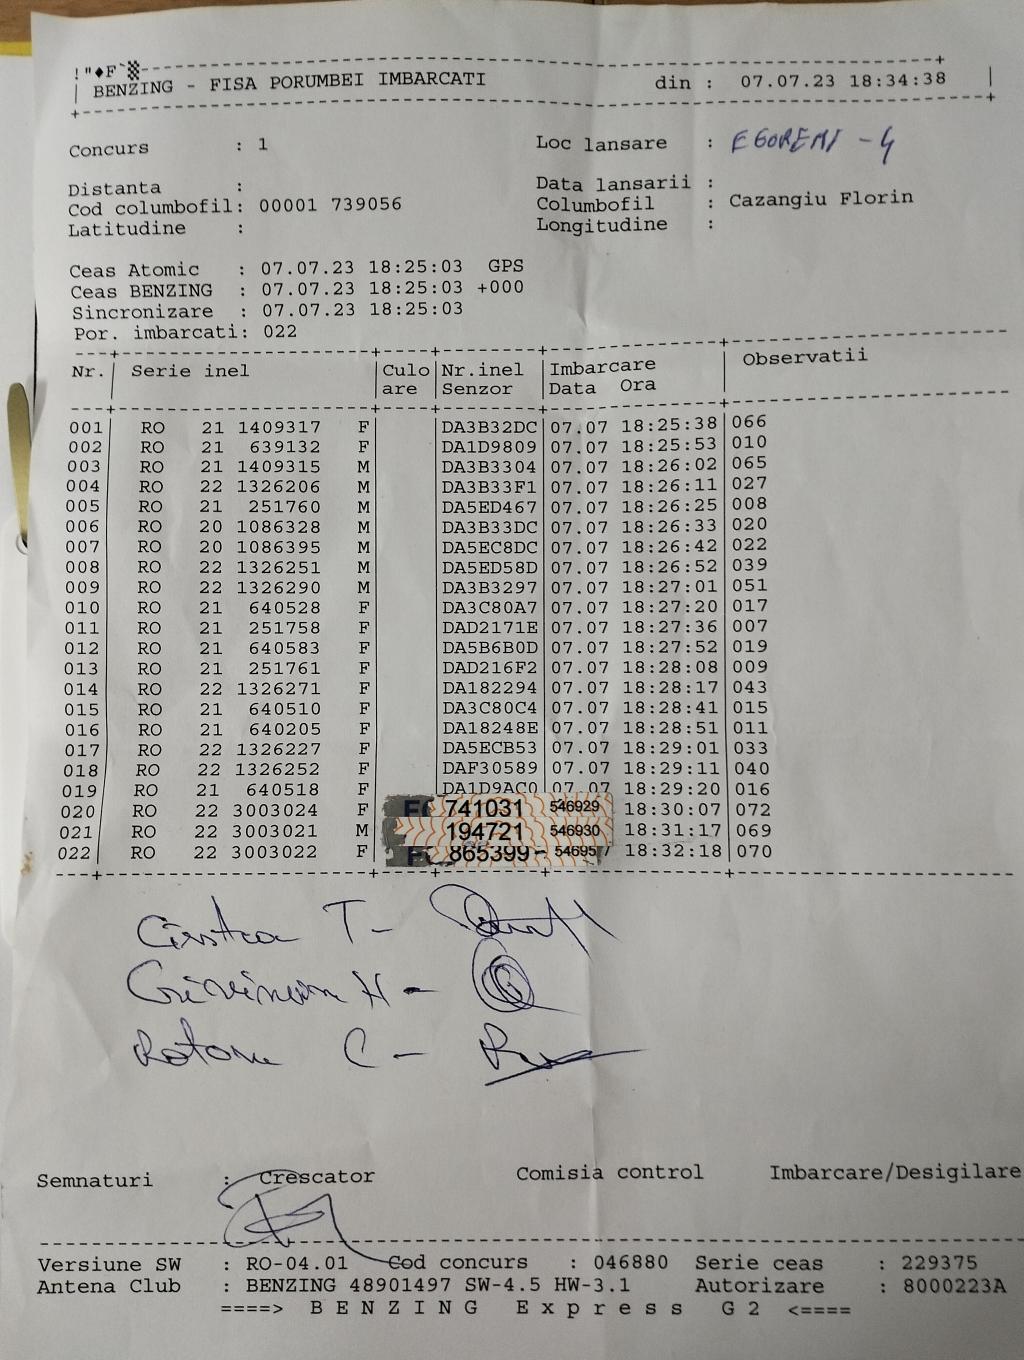 BENZING - FISA PORUMBEI IMBARCATI din : 07.07.23 18:34:38
Concurs : 1 Loc lansare :
Distanta : Data lansarii :
Cod columbofil: 00001 739056 Columbofil : Cazangiu Florin
Latitudine : Longitudine :
Ceas Atomic : 07.07.23 18:25:03 GPS
Ceas BENZING : 07.07.23 18:25:03 +000
Sincronizare : 07.07.23 18:25:03
Por. imbarcati: 022
Nr. Serie inel Culo Nr.inel Imbarcare Observatii
are Senzor Data Ora
001 RO 21 1409317 F DA3B32DC 07.07 18:25:38 066
002 RO 21 639132 F DA1D9809 07.07 18:25:53 010
003 RO 21 1409315 M DA3B3304 07.07 18:26:02 065
004 RO 22 1326206 M DA3B33F1 07.07 18:26:11 027
005 RO 21 251760 M DA5ED467 07.07 18:26:25 008
006 RO 20 1086328 M DA3B33DC 07.07 18:26:33 020
007 RO 20 1086395 M DA5EC8DC 07.07 18:26:42 022
008 RO 22 1326251 M DA5ED58D 07.07 18:26:52 039
009 RO 22 1326290 M DA3B3297 07.07 18:27:01 051
010 RO 21 640528 F DA3C80A7 07.07 18:27:20 017
011 RO 21 251758 F DAD2171E 07.07 18:27:36 007
012 RO 21 640583 F DA5B6B0D 07.07 18:27:52 019
013 RO 21 251761 F DAD216F2 07.07 18:28:08 009
014 RO 22 1326271 F DA182294 07.07 18:28:17 043
015 RO 21 640510 F DA3C80C4 07.07 18:28:41 015
016 RO 21 640205 F DA18248E 07.07 18:28:51 011
017 RO 22 1326227 F DA5ECB53 07.07 18:29:01 033
018 RO 22 1326252 F DAF30589 07.07 18:29:11 040
019 RO 21 640518 F DA1D9AC0 07.07 18:29:20 016
020 RO 22 3003024 F 741031 546929 18:30:07 072
021 RO 22 3003021 M 194721 546930 18:31:17 069
022 RO 22 3003022 F 865399 18:32:18 070
Semnaturi : Crescator Comisia control Imbarcare/Desigilare
Versiune SW : RO-04.01 Cod concurs : 046880 Serie ceas : 229375
Antena Club : BENZING 48901497 SW-4.5 HW-3.1 Autorizare : 8000223A
====> B E N Z I N G E x p r e s s G 2 <====